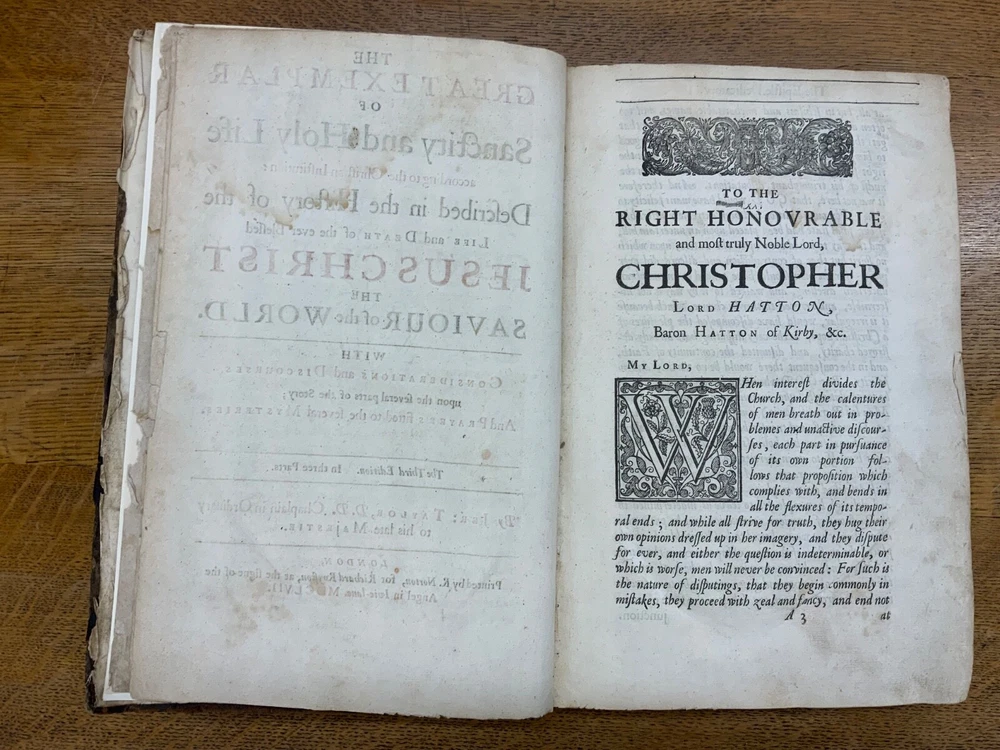 THE
GREAT EXEMPLAR
OF
Sanctity and Holy Life
according to the Christian Institution:
Deſcribed in the Hiſtory of the
LIFE and DEATH of the ever Bleſſed
JESUS CHRIST
THE
SAVIOUR of the WORLD.
WITH
CONSIDERATIONS and DISCOURSES
upon the ſeveral parts of the Story;
And PRAYERS fitted to the ſeveral MYSTERIES.
The Third Edition. In three Parts.
By JER: TAYLOR, D.D. Chaplain in Ordinary
to his late MAJESTIE.
LONDON
Printed by R. Norton, for Richard Royſton, at the ſigne of the
Angel in Ivie-lane.
TO THE
RIGHT HONOVRABLE
and moſt truly Noble Lord,
CHRISTOPHER
LORD HATTON,
Baron HATTON of Kirby, &c.
MY LORD,
WHen intereſt divides the
Church, and the calentures
of men breath out in pro-
blemes and unactive diſcour-
ſes, each part in purſuance
of its own portion fol-
lows that propoſition which
complies with, and bends in
all the flexures of its tempo-
ral ends; and while all ſtrive for truth, they hug their
own opinions dreſſed up in her imagery, and they diſpute
for ever, and either the queſtion is indeterminable, or
which is worſe, men will never be convinced: For ſuch is
the nature of diſputings, that they begin commonly in
miſtakes, they proceed with zeal and fancy, and end not
A 3 at
junction.